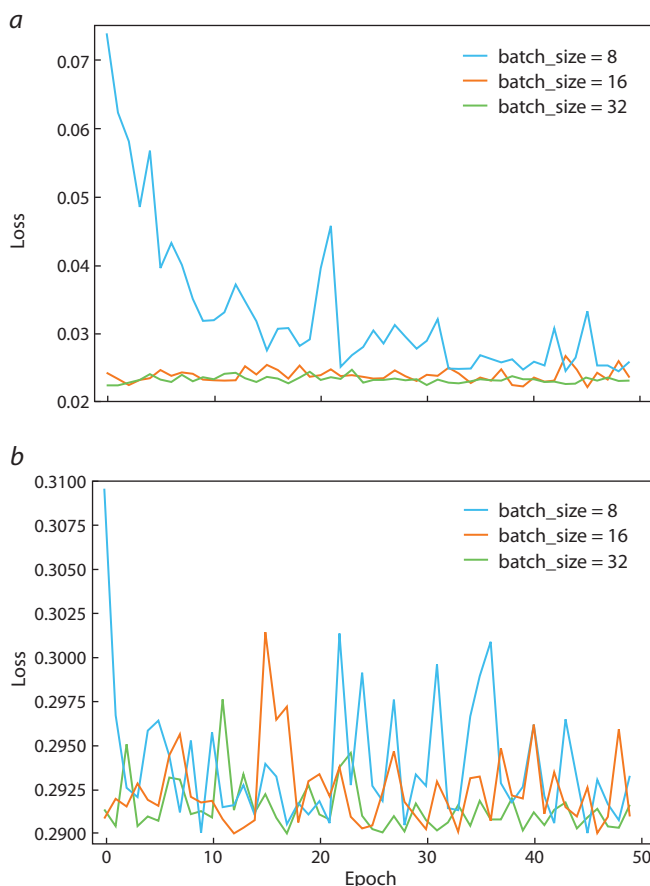 a
0.07
0.06
0.05
0.04
0.03
0.02
Loss
batch_size = 8
batch_size = 16
batch_size = 32
b
0.3100
0.3075
0.3050
0.3025
0.3000
0.2975
0.2950
0.2925
0.2900
Loss
batch_size = 8
batch_size = 16
batch_size = 32
0 10 20 30 40 50
Epoch